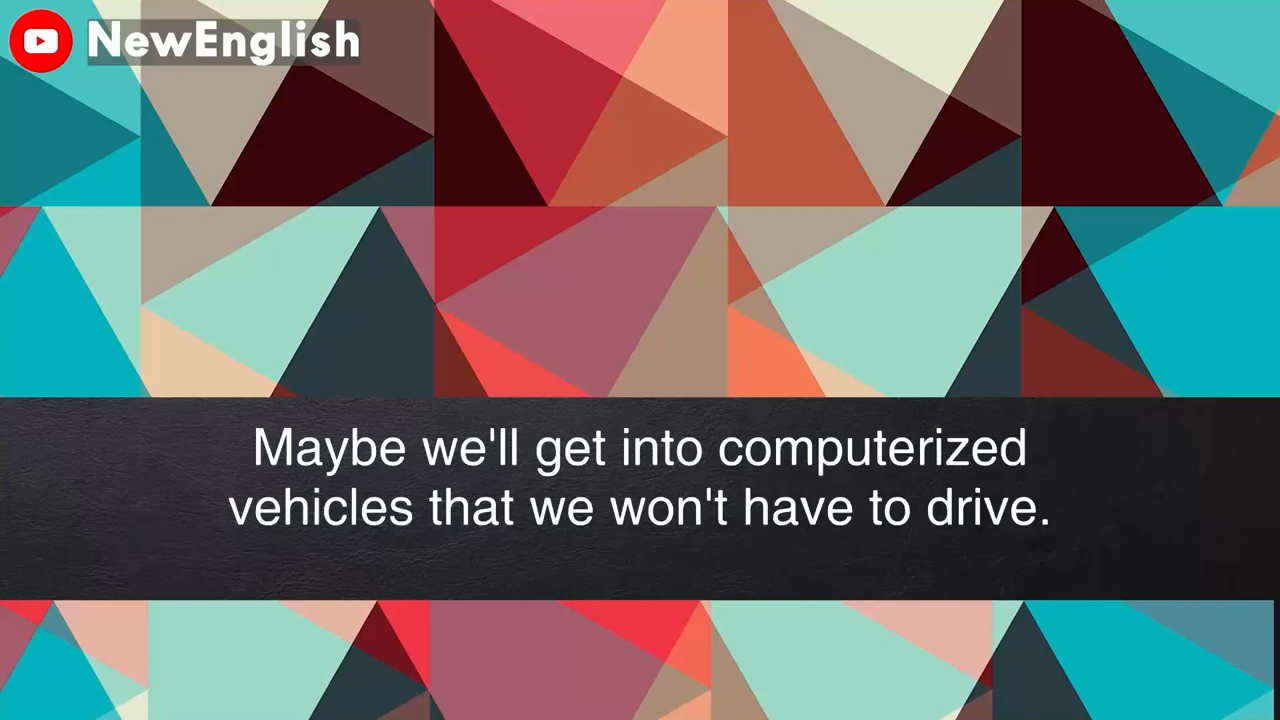 NewEnglish
Maybe we'll get into computerized
vehicles that we won't have to drive.